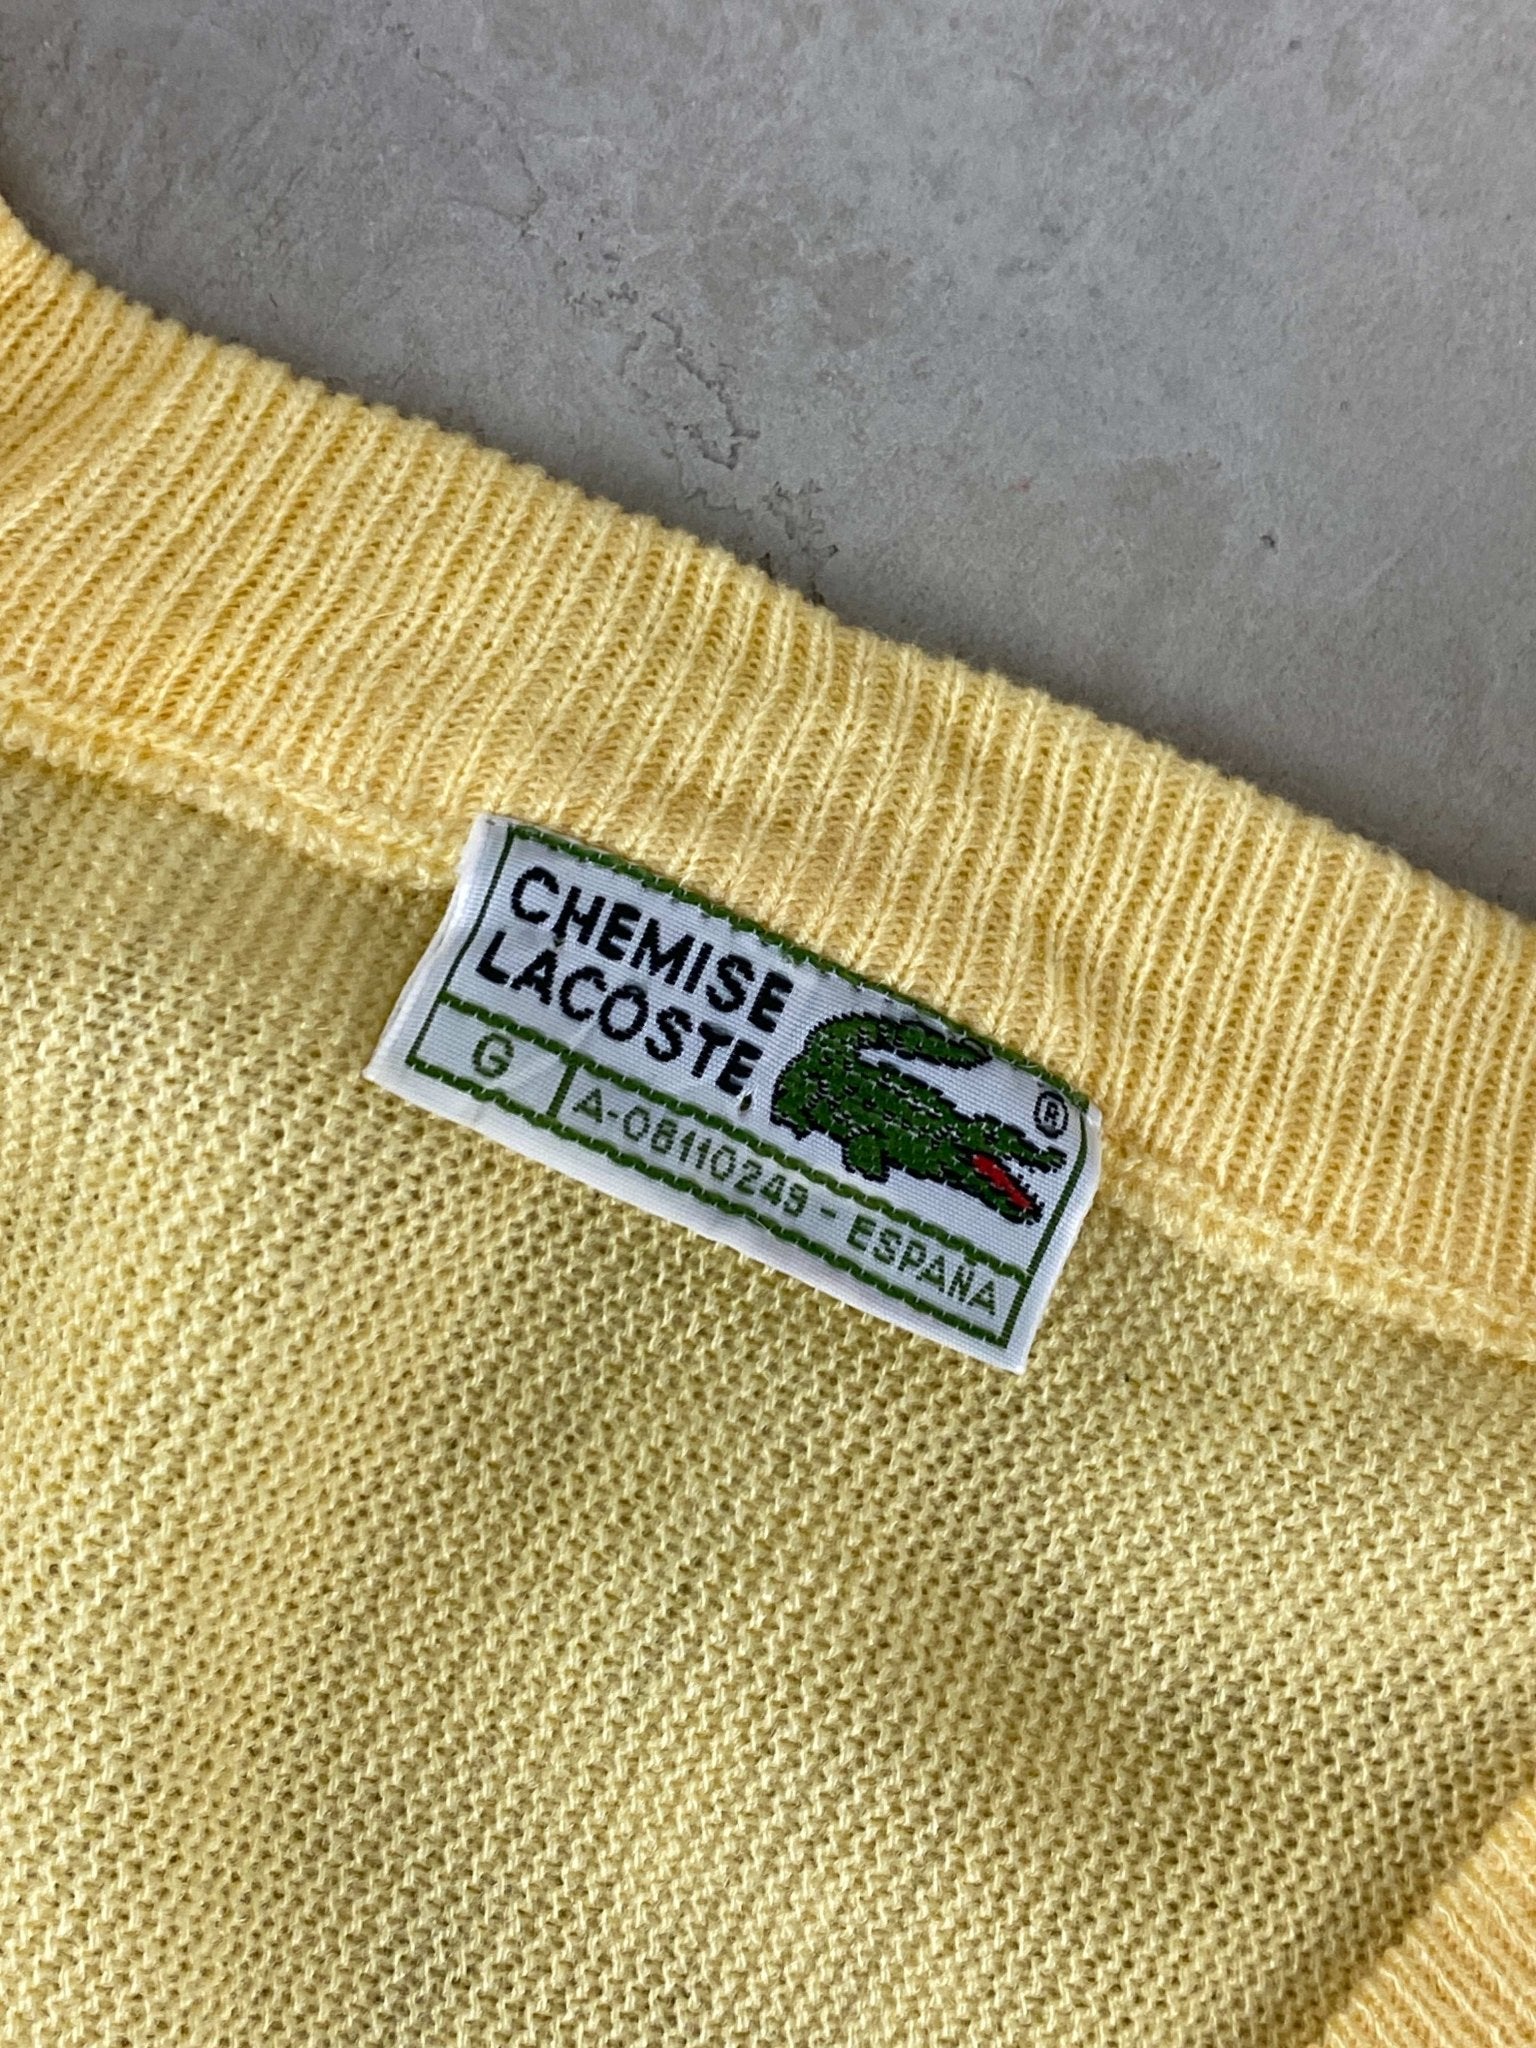 CHEMISE
LACOSTE
®
G A-08110249 - ESPAÑA